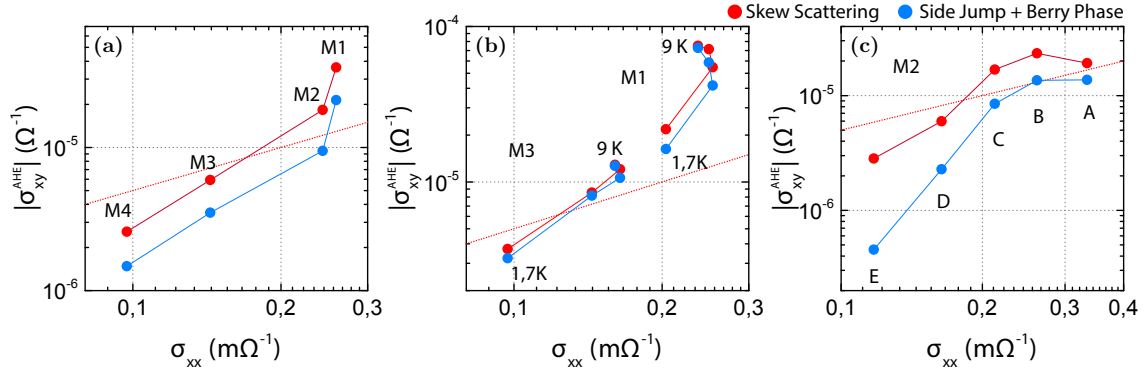 Skew Scattering Side Jump + Berry Phase
(a)
M1
M2
M3
M4
10⁻⁴
10⁻⁵
10⁻⁶
|σxy^AHE| (Ω⁻¹)
0,1 0,2 0,3
σxx (mΩ⁻¹)
(b)
9 K
M1
M3
9 K
1,7K
1,7K
10⁻⁴
10⁻⁵
|σxy^AHE| (Ω⁻¹)
0,1 0,2 0,3
σxx (mΩ⁻¹)
(c)
M2
A
B
C
D
E
10⁻⁵
10⁻⁶
|σxy^AHE| (Ω⁻¹)
0,1 0,2 0,3 0,4
σxx (mΩ⁻¹)